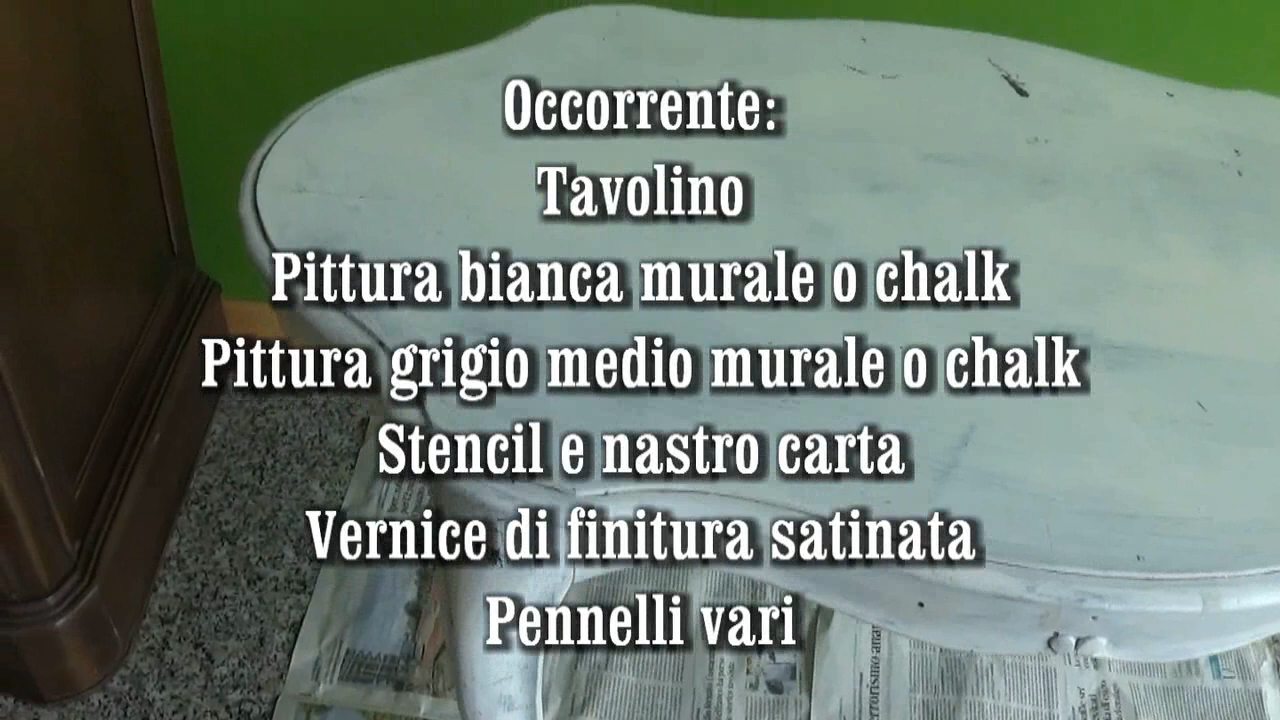 Occorrente:
Tavolino
Pittura bianca murale o chalk
Pittura grigio medio murale o chalk
Stencil e nastro carta
Vernice di finitura satinata
Pennelli vari